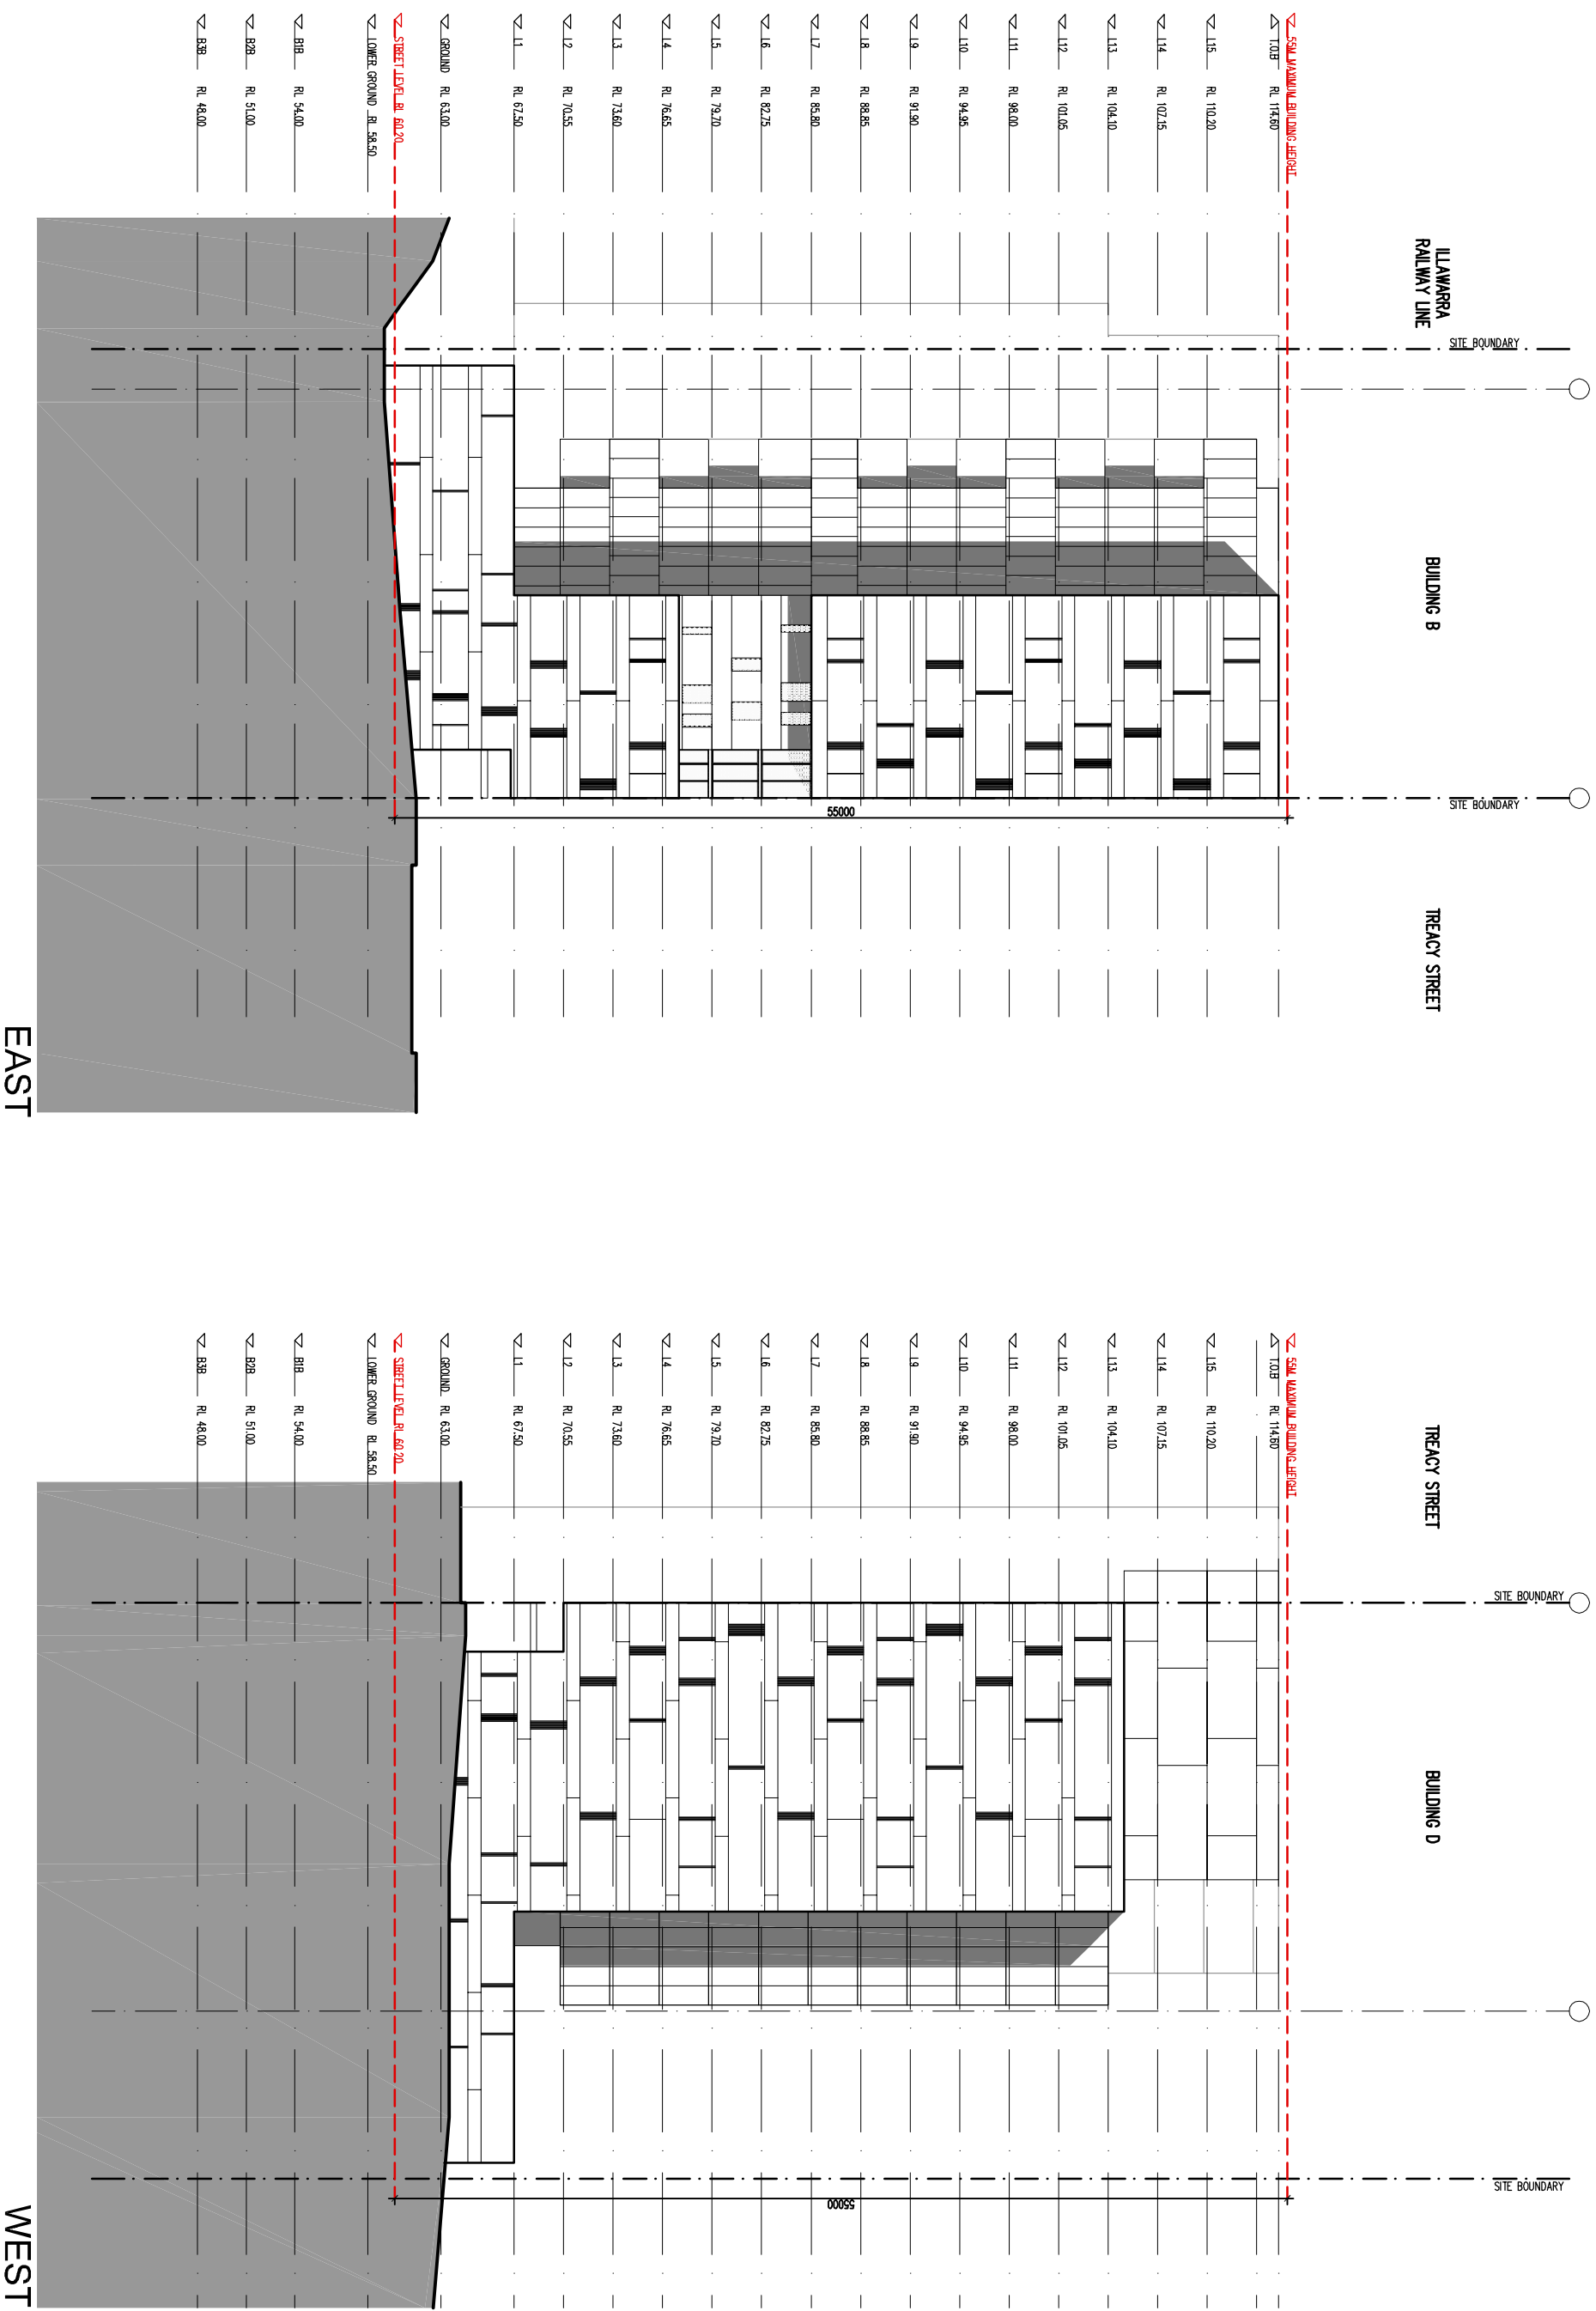 ILLAWARRA
RAILWAY LINE
BUILDING B
TREACY STREET
SITE BOUNDARY
SITE BOUNDARY
55M MAXIMUM BUILDING HEIGHT
T.O.B RL 114.60
L15 RL 110.20
L14 RL 107.15
L13 RL 104.10
L12 RL 101.05
L11 RL 98.00
L10 RL 94.95
L9 RL 91.90
L8 RL 88.85
L7 RL 85.80
L6 RL 82.75
L5 RL 79.70
L4 RL 76.65
L3 RL 73.60
L2 RL 70.55
L1 RL 67.50
GROUND RL 63.00
STREET LEVEL RL 60.20
LOWER GROUND RL 58.50
B1B RL 54.00
B2B RL 51.00
B3B RL 48.00
55000
EAST
TREACY STREET
BUILDING D
SITE BOUNDARY
SITE BOUNDARY
55M MAXIMUM BUILDING HEIGHT
T.O.B RL 114.60
L15 RL 110.20
L14 RL 107.15
L13 RL 104.10
L12 RL 101.05
L11 RL 98.00
L10 RL 94.95
L9 RL 91.90
L8 RL 88.85
L7 RL 85.80
L6 RL 82.75
L5 RL 79.70
L4 RL 76.65
L3 RL 73.60
L2 RL 70.55
L1 RL 67.50
GROUND RL 63.00
STREET LEVEL RL 60.20
LOWER GROUND RL 58.50
B1B RL 54.00
B2B RL 51.00
B3B RL 48.00
55000
WEST